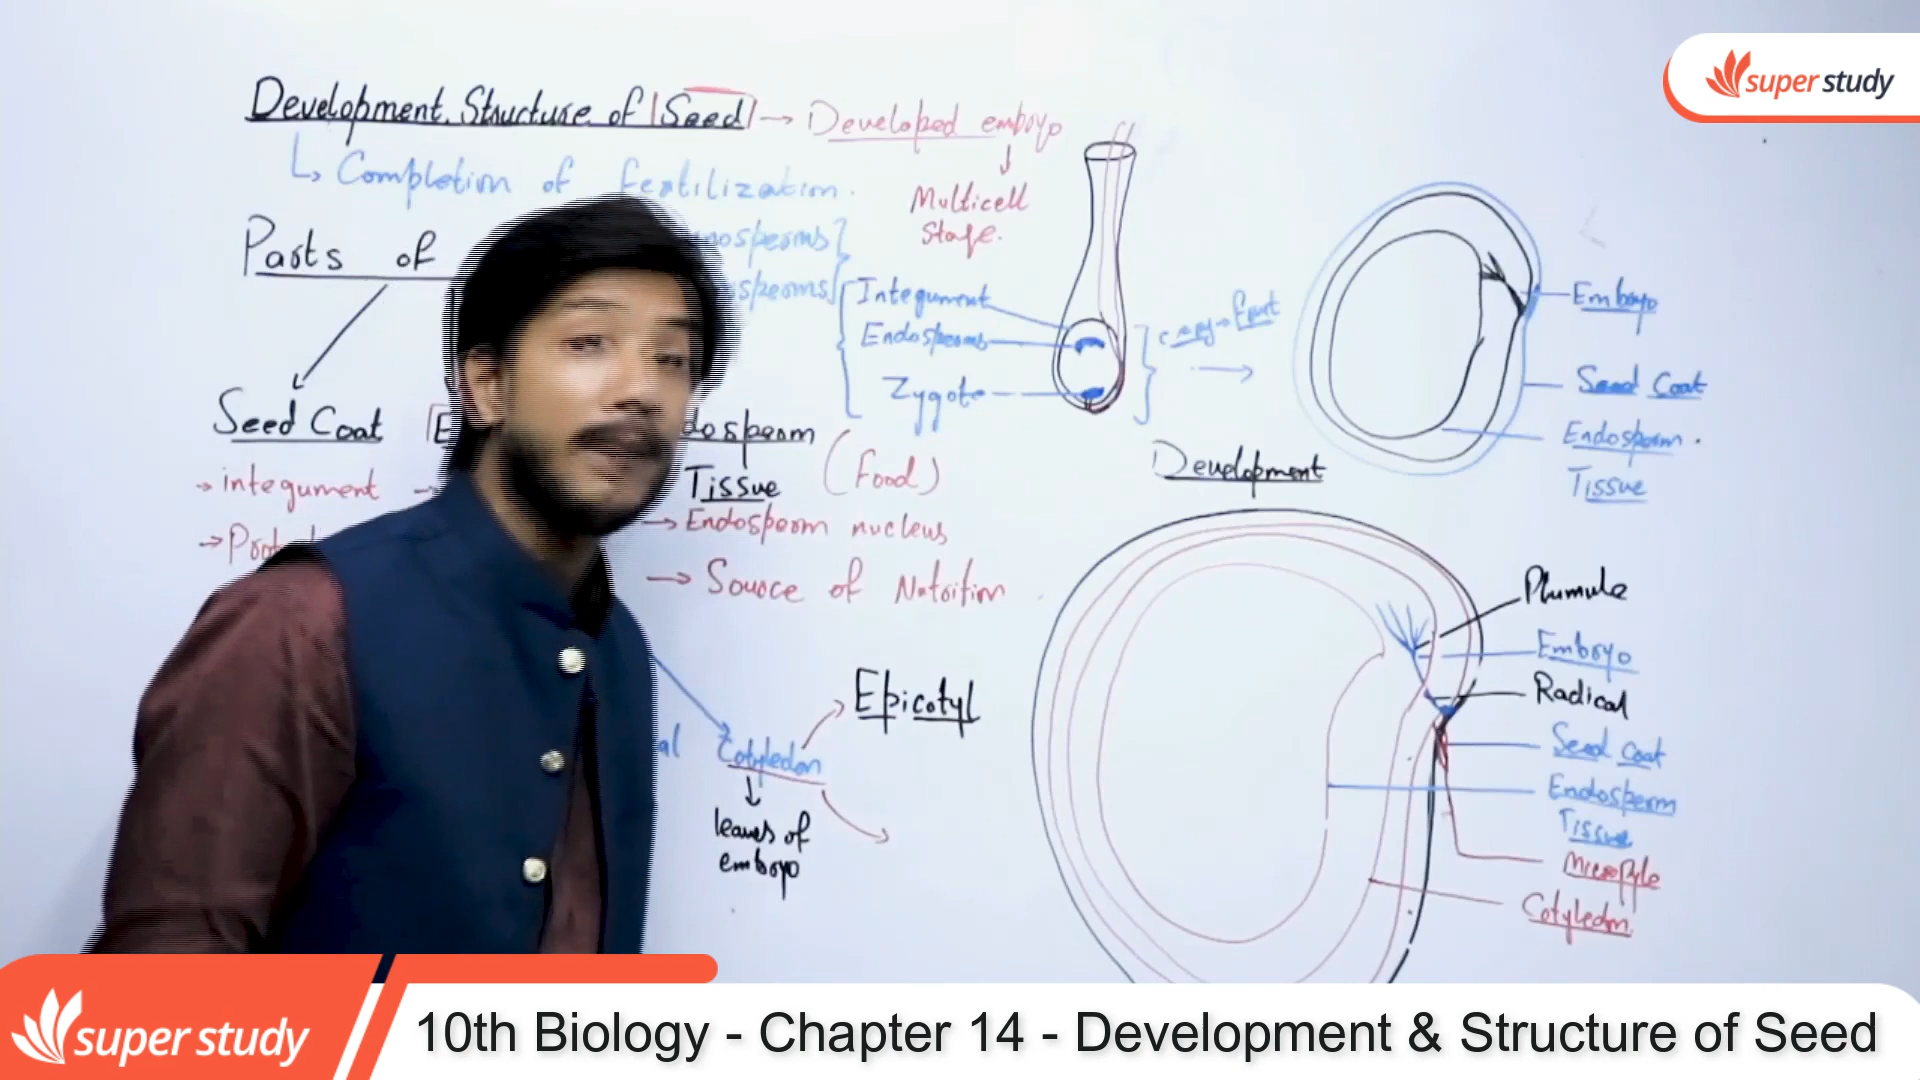 super study
Development Structure of Seed → Developed embryo
↳ Completion of Fertilization.
Multicell
Stage.
Parts of
Integument
Endosperms
Zygote
Embryo
Seed Coat
Endosperm
Tissue
Development
Seed Coat
Tissue (Food)
→ integument
→ Endosperm nucleus
→ Source of Nutrition
Epicotyl
Cotyledon
leaves of
embryo
Plumule
Embryo
Radical
Seed Coat
Endosperm
Tissue
Micropyle
Cotyledon
super study
10th Biology - Chapter 14 - Development & Structure of Seed